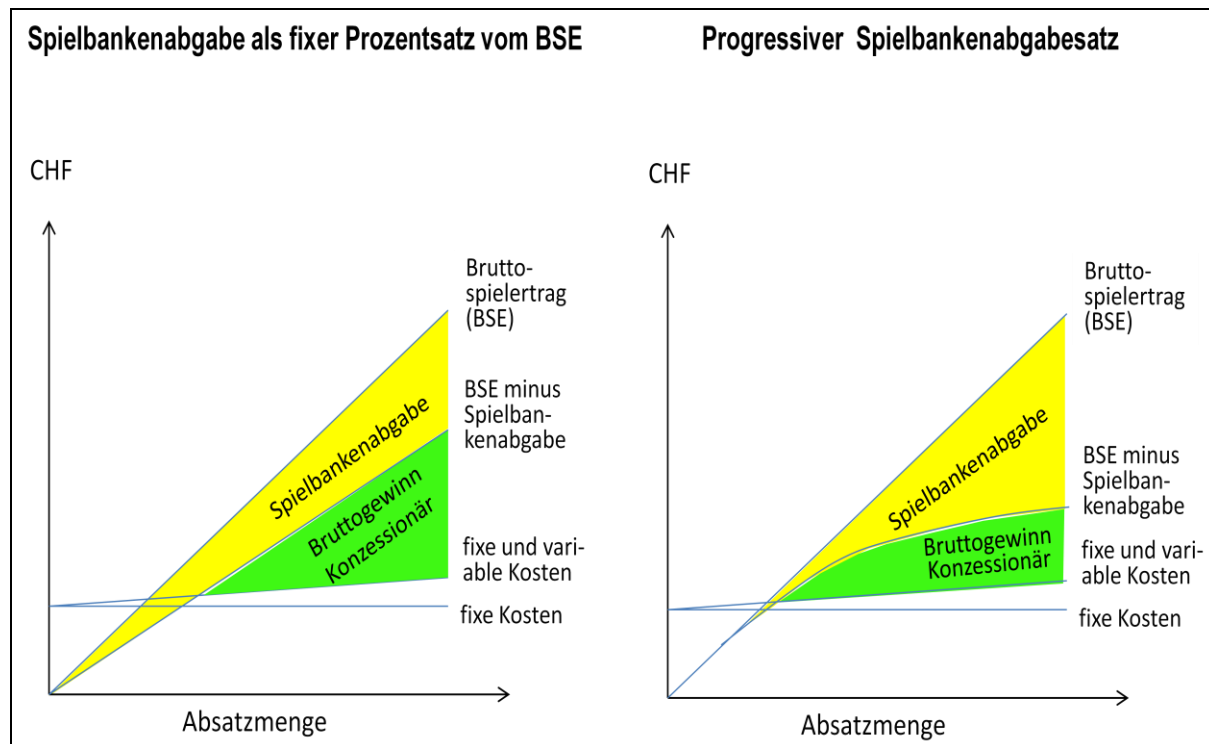 Spielbankenabgabe als fixer Prozentsatz vom BSE
CHF
Brutto-
spielertrag
(BSE)
BSE minus
Spielban-
kenabgabe
Spielbankenabgabe
Bruttogewinn
Konzessionär
fixe und vari-
able Kosten
fixe Kosten
Absatzmenge
Progressiver Spielbankenabgabesatz
CHF
Brutto-
spielertrag
(BSE)
Spielbankenabgabe
BSE minus
Spielban-
kenabgabe
Bruttogewinn
Konzessionär
fixe und vari-
able Kosten
fixe Kosten
Absatzmenge